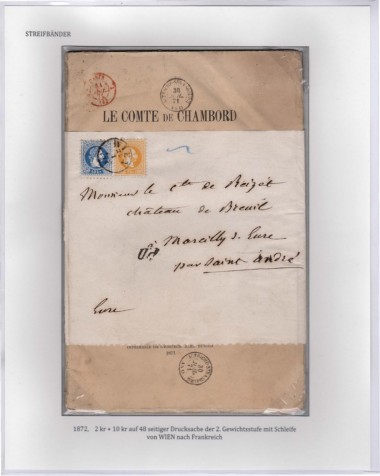 STREIFBÄNDER
LE COMTE DE CHAMBORD
Monsieur le Cte de Reizet
château de Breuil
à Marcilly s. Eure
par Saint André
Eure
1872, 2 kr + 10 kr auf 48 seitiger Drucksache der 2. Gewichtsstufe mit Schleife
von WIEN nach Frankreich